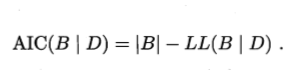 AIC(B | D) = |B| − LL(B | D) .